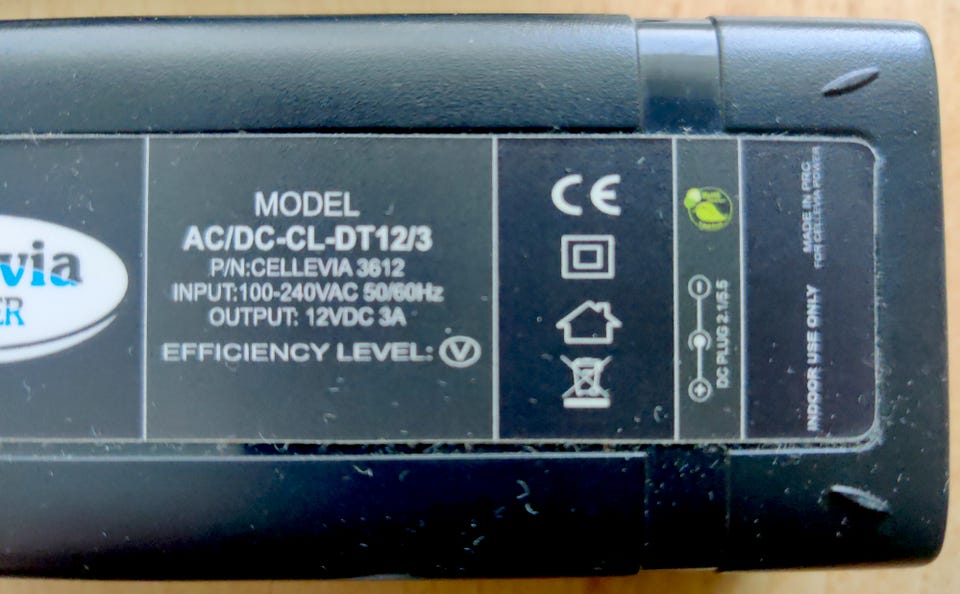 via
ER
MODEL
AC/DC-CL-DT12/3
P/N:CELLEVIA 3612
INPUT:100-240VAC 50/60Hz
OUTPUT: 12VDC 3A
EFFICIENCY LEVEL: V
CE
DC PLUG 2.1/5.5
INDOOR USE ONLY
MADE IN PRC
FOR CELLEVIA POWER